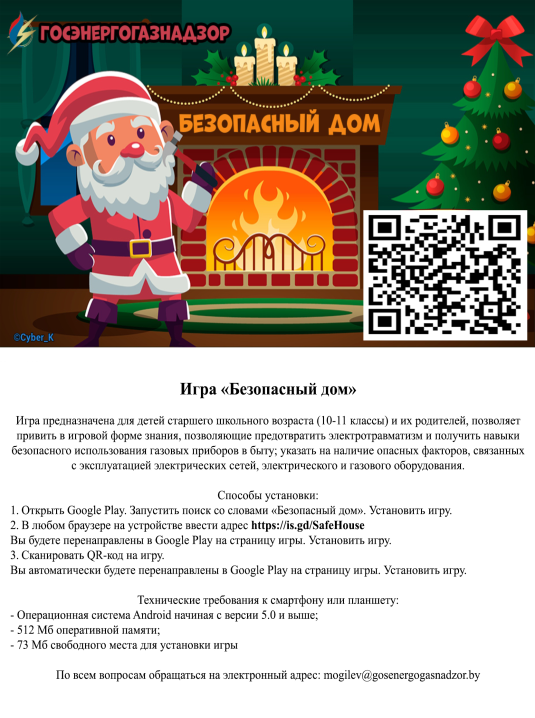 ГОСЭНЕРГОГАЗНАДЗОР
БЕЗОПАСНЫЙ ДОМ
©Cyber_K
Игра «Безопасный дом»
Игра предназначена для детей старшего школьного возраста (10-11 классы) и их родителей, позволяет
привить в игровой форме знания, позволяющие предотвратить электротравматизм и получить навыки
безопасного использования газовых приборов в быту; указать на наличие опасных факторов, связанных
с эксплуатацией электрических сетей, электрического и газового оборудования.
Способы установки:
1. Открыть Google Play. Запустить поиск со словами «Безопасный дом». Установить игру.
2. В любом браузере на устройстве ввести адрес https://is.gd/SafeHouse
Вы будете перенаправлены в Google Play на страницу игры. Установить игру.
3. Сканировать QR-код на игру.
Вы автоматически будете перенаправлены в Google Play на страницу игры. Установить игру.
Технические требования к смартфону или планшету:
- Операционная система Android начиная с версии 5.0 и выше;
- 512 Мб оперативной памяти;
- 73 Мб свободного места для установки игры
По всем вопросам обращаться на электронный адрес: mogilev@gosenergogasnadzor.by